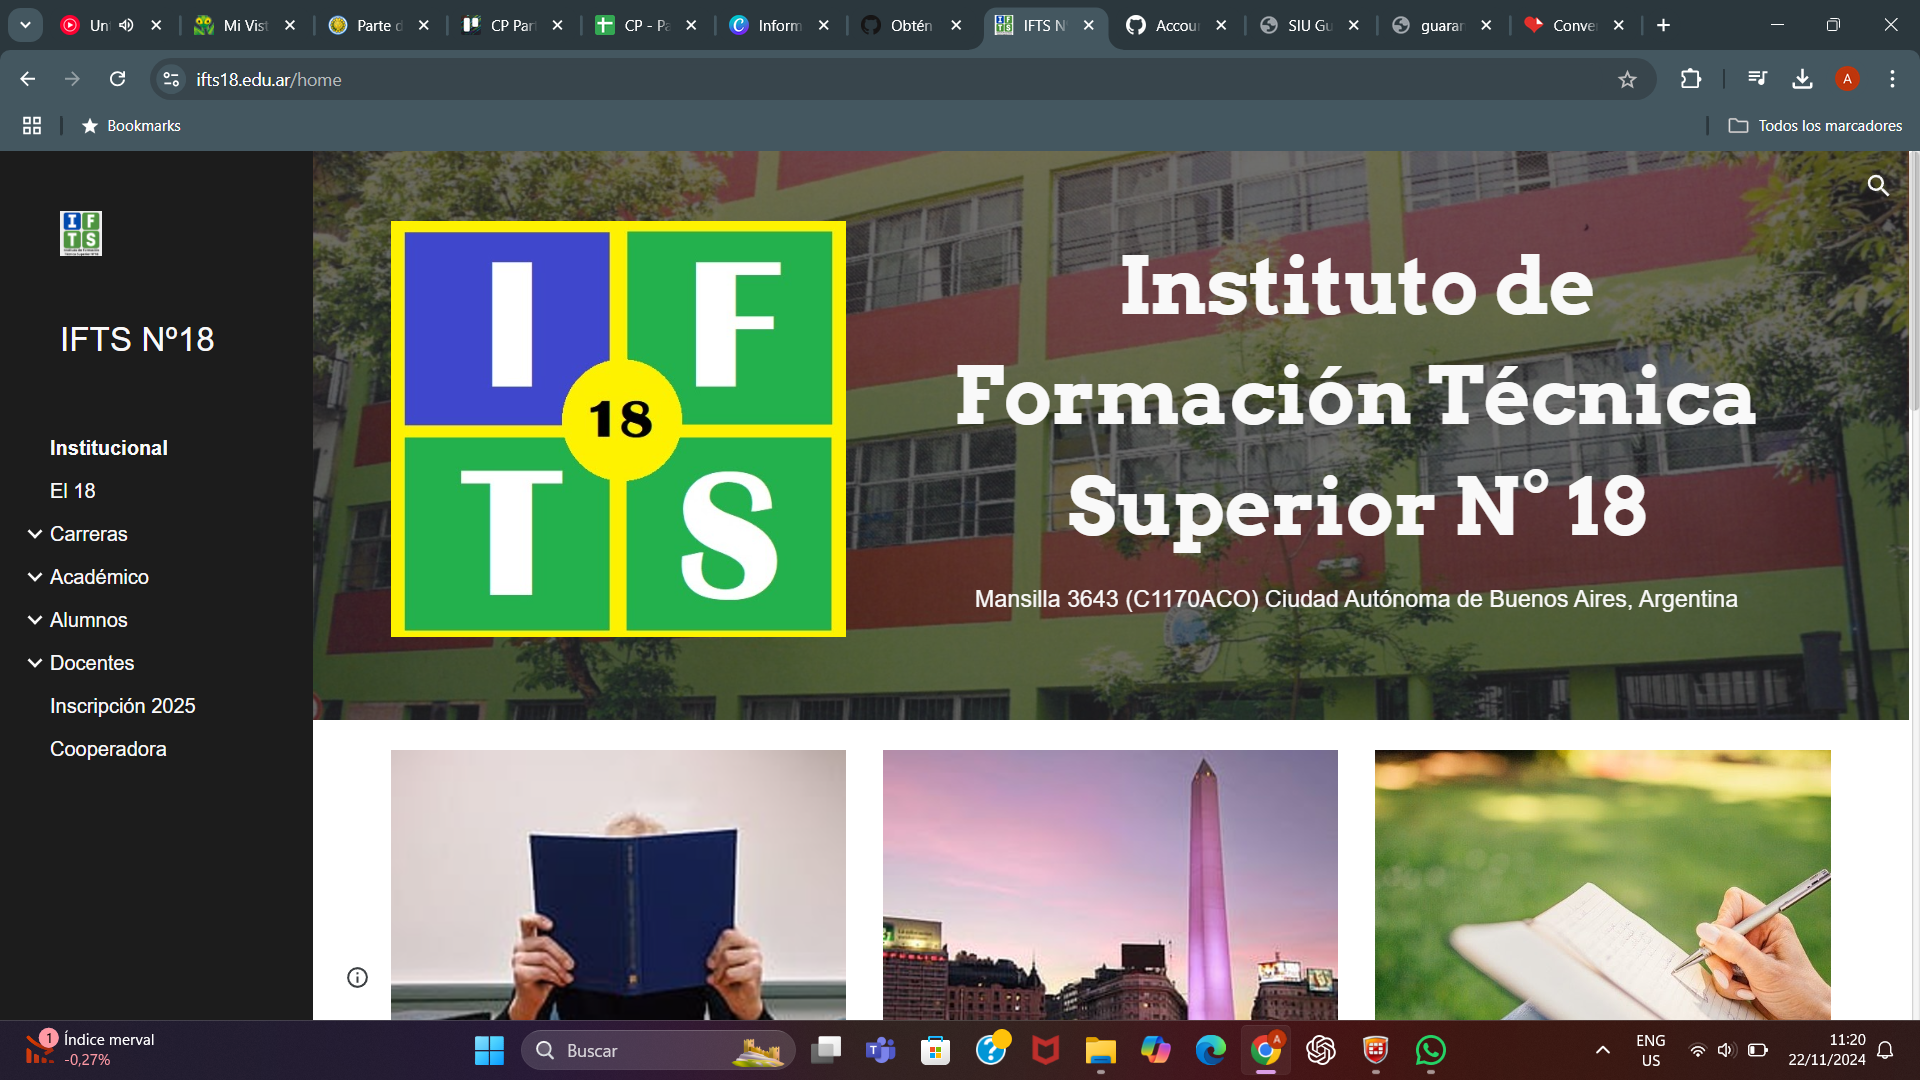 Un
Mi Vist
Parte d
CP Par
CP - Pa
Inform
Obtén
IFTS N
Accou
SIU Gu
guaran
Conve
ifts18.edu.ar/home
A
Bookmarks
Todos los marcadores
I F
T S
IFTS Nº18
Institucional
El 18
Carreras
Académico
Alumnos
Docentes
Inscripción 2025
Cooperadora
I F
18
T S
Instituto de
Formación Técnica
Superior N° 18
Mansilla 3643 (C1170ACO) Ciudad Autónoma de Buenos Aires, Argentina
1
Índice merval
-0,27%
Buscar
A
ENG
US
11:20
22/11/2024